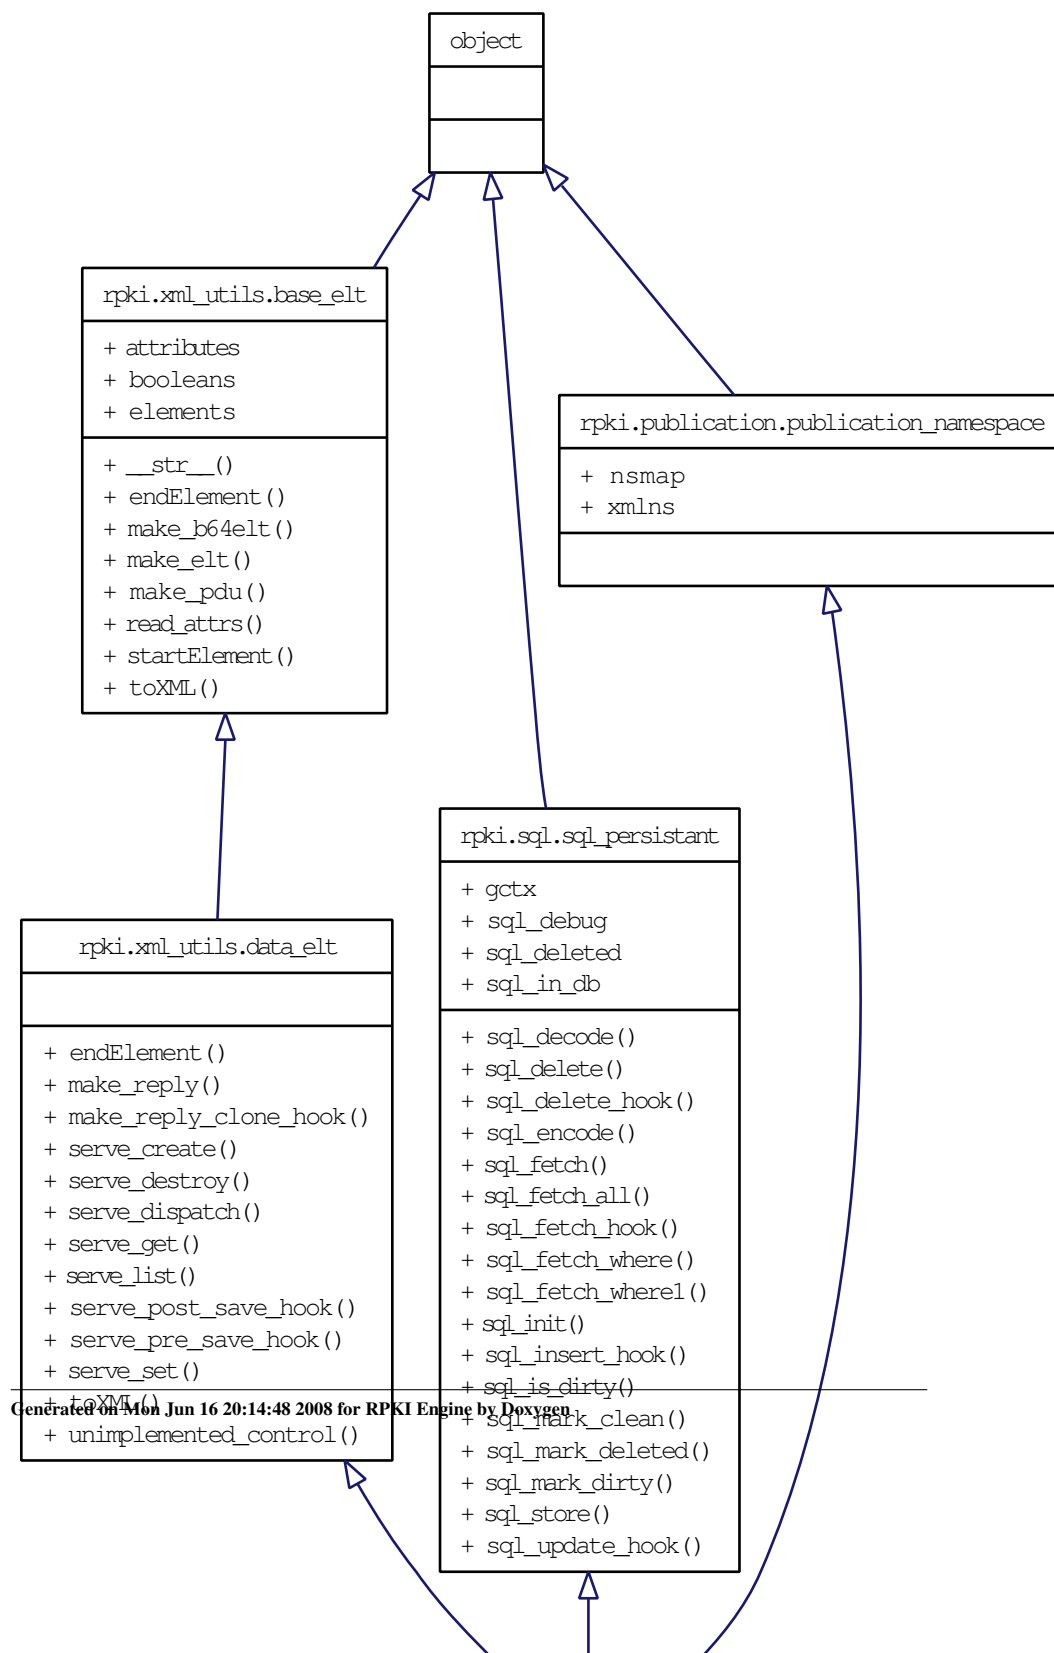 object
rpki.xml_utils.base_elt
+ attributes
+ booleans
+ elements
+ __str__()
+ endElement()
+ make_b64elt()
+ make_elt()
+ make_pdu()
+ read_attrs()
+ startElement()
+ toXML()
rpki.publication.publication_namespace
+ nsmap
+ xmlns
rpki.sql.sql_persistant
+ gctx
+ sql_debug
+ sql_deleted
+ sql_in_db
+ sql_decode()
+ sql_delete()
+ sql_delete_hook()
+ sql_encode()
+ sql_fetch()
+ sql_fetch_all()
+ sql_fetch_hook()
+ sql_fetch_where()
+ sql_fetch_where1()
+ sql_init()
+ sql_insert_hook()
+ sql_is_dirty()
+ sql_mark_clean()
+ sql_mark_deleted()
+ sql_mark_dirty()
+ sql_store()
+ sql_update_hook()
rpki.xml_utils.data_elt
+ endElement()
+ make_reply()
+ make_reply_clone_hook()
+ serve_create()
+ serve_destroy()
+ serve_dispatch()
+ serve_get()
+ serve_list()
+ serve_post_save_hook()
+ serve_pre_save_hook()
+ serve_set()
+ toXML()
+ unimplemented_control()
Generated on Mon Jun 16 20:14:48 2008 for RPKI Engine by Doxygen